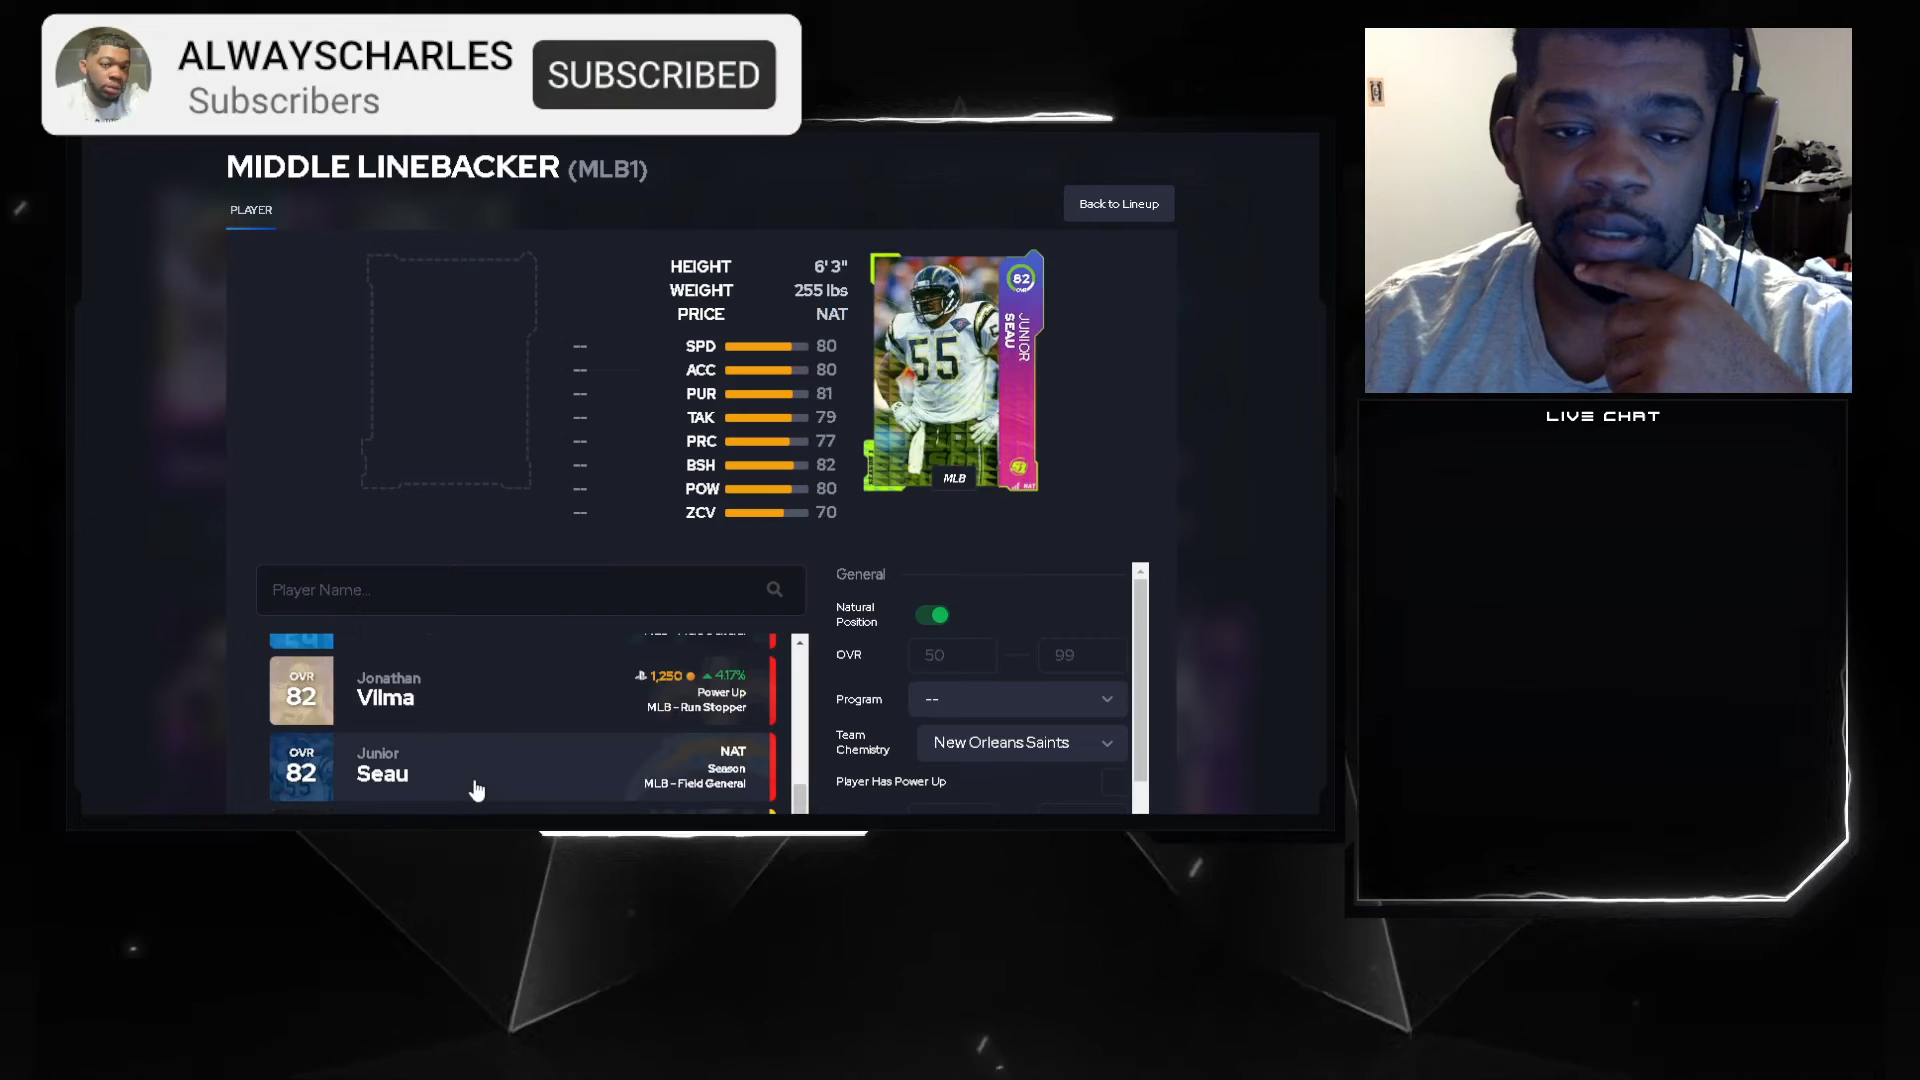 ALWAYSCHARLES
Subscribers
SUBSCRIBED
MIDDLE LINEBACKER (MLB1)
PLAYER
Back to Lineup
HEIGHT 6' 3"
WEIGHT 255 lbs
PRICE NAT
-- SPD 80
-- ACC 80
-- PUR 81
-- TAK 79
-- PRC 77
-- BSH 82
-- POW 80
-- ZCV 70
82
OVR
JUNIOR
SEAU
55
MLB
NAT
Player Name...
OVR
82
Jonathan
Vilma
1,250 4.17%
Power Up
MLB - Run Stopper
OVR
82
Junior
Seau
NAT
Season
MLB - Field General
General
Natural
Position
OVR 50 — 99
Program --
Team
Chemistry
New Orleans Saints
Player Has Power Up
LIVE CHAT